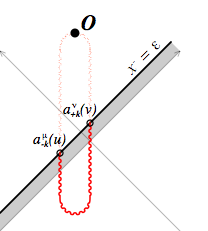 O
x⁻ = ε
a^v_{+k}(v)
a^u_{-k}(u)